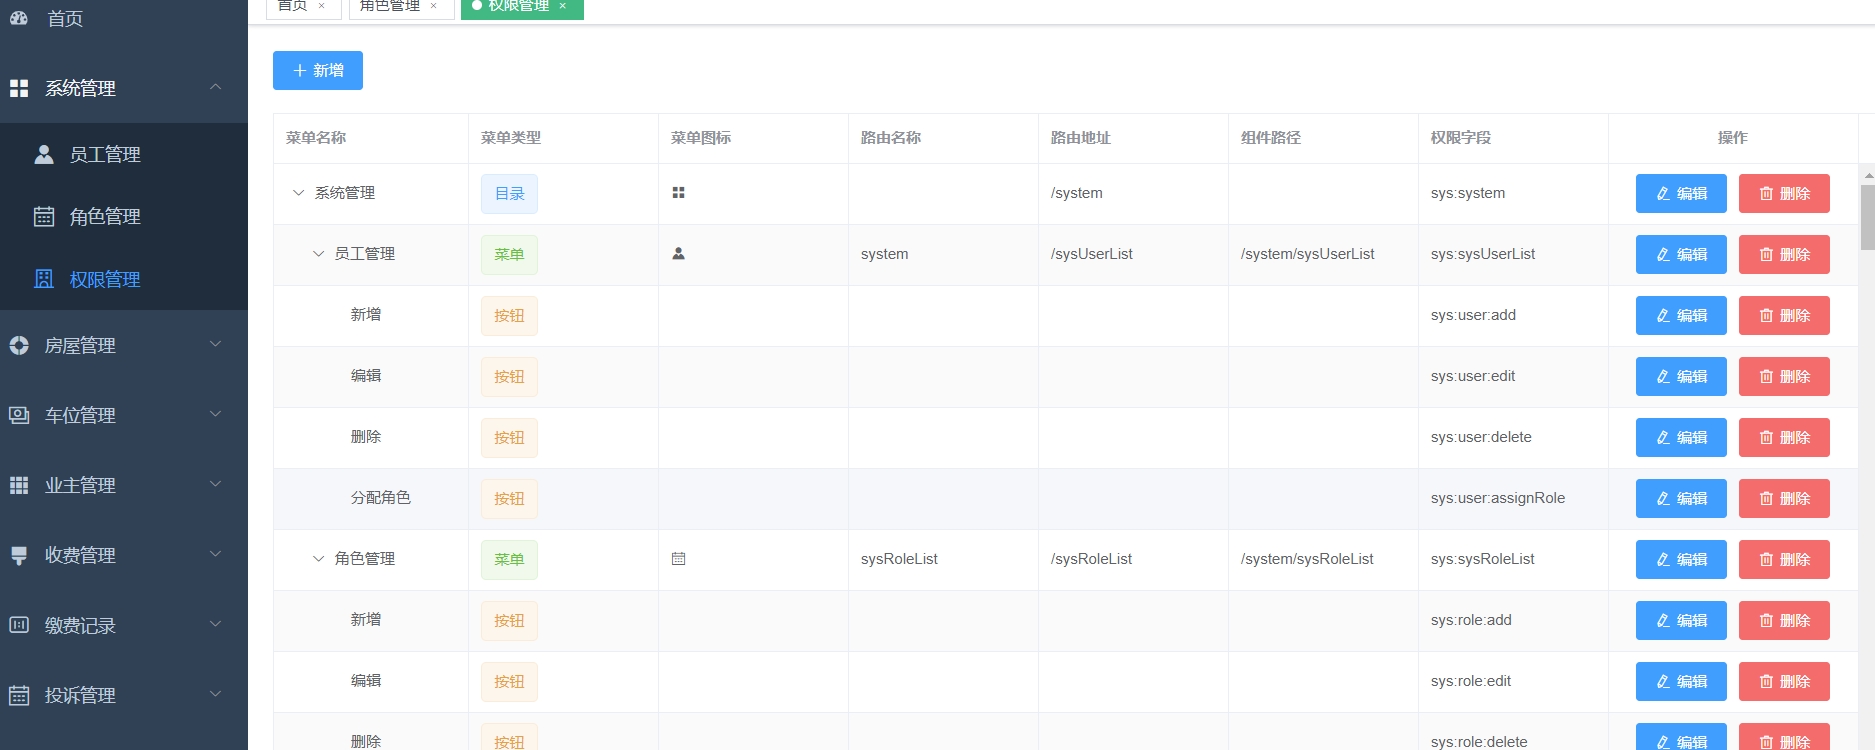 首页 × 角色管理 × 权限管理 ×
首页
系统管理
员工管理
角色管理
权限管理
房屋管理
车位管理
业主管理
收费管理
缴费记录
投诉管理
新增
菜单名称 菜单类型 菜单图标 路由名称 路由地址 组件路径 权限字段 操作
系统管理 目录 /system sys:system 编辑 删除
员工管理 菜单 system /sysUserList /system/sysUserList sys:sysUserList 编辑 删除
新增 按钮 sys:user:add 编辑 删除
编辑 按钮 sys:user:edit 编辑 删除
删除 按钮 sys:user:delete 编辑 删除
分配角色 按钮 sys:user:assignRole 编辑 删除
角色管理 菜单 sysRoleList /sysRoleList /system/sysRoleList sys:sysRoleList 编辑 删除
新增 按钮 sys:role:add 编辑 删除
编辑 按钮 sys:role:edit 编辑 删除
删除 按钮 sys:role:delete 编辑 删除